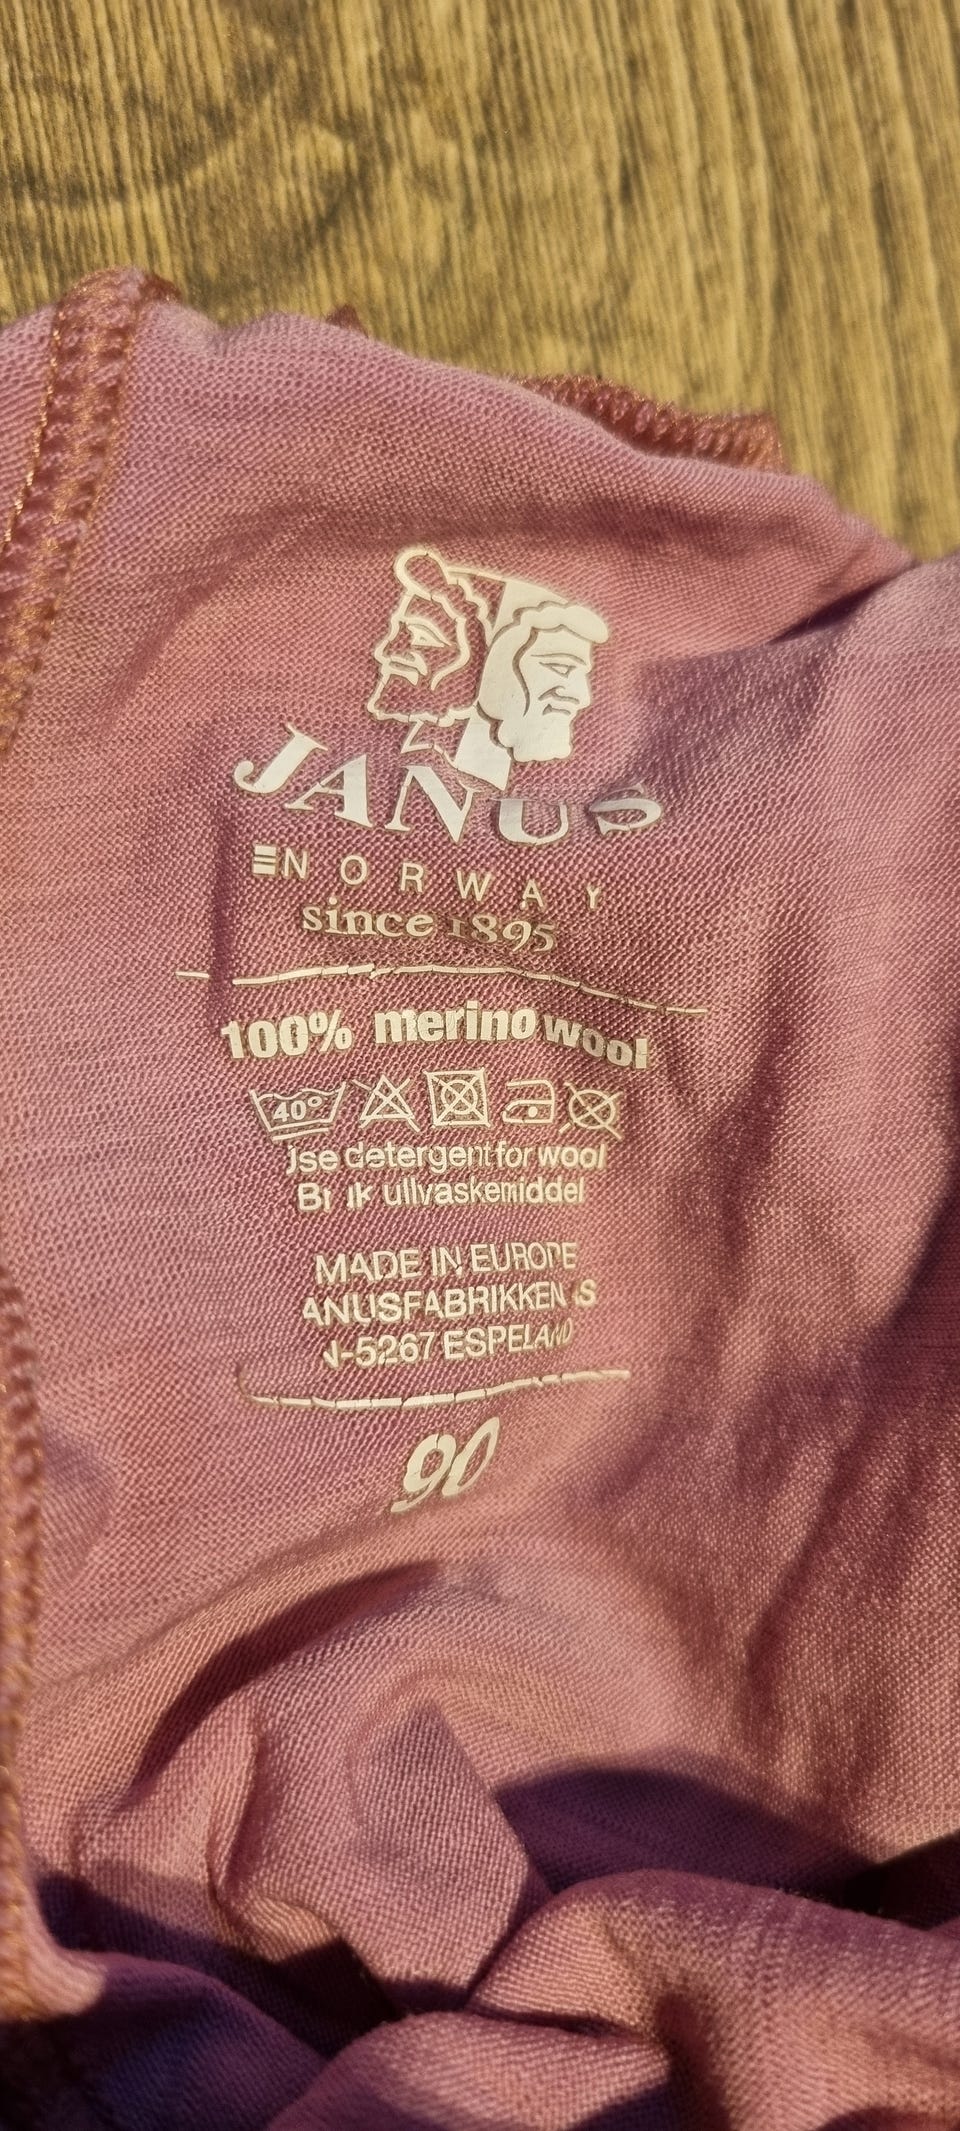 JANUS
NORWAY
since 1895
100% merino wool
40°
Jse detergent for wool
ullvaskemiddel
MADE IN EUROPE
ANUSFABRIKKEN AS
N-5267 ESPELAND
90